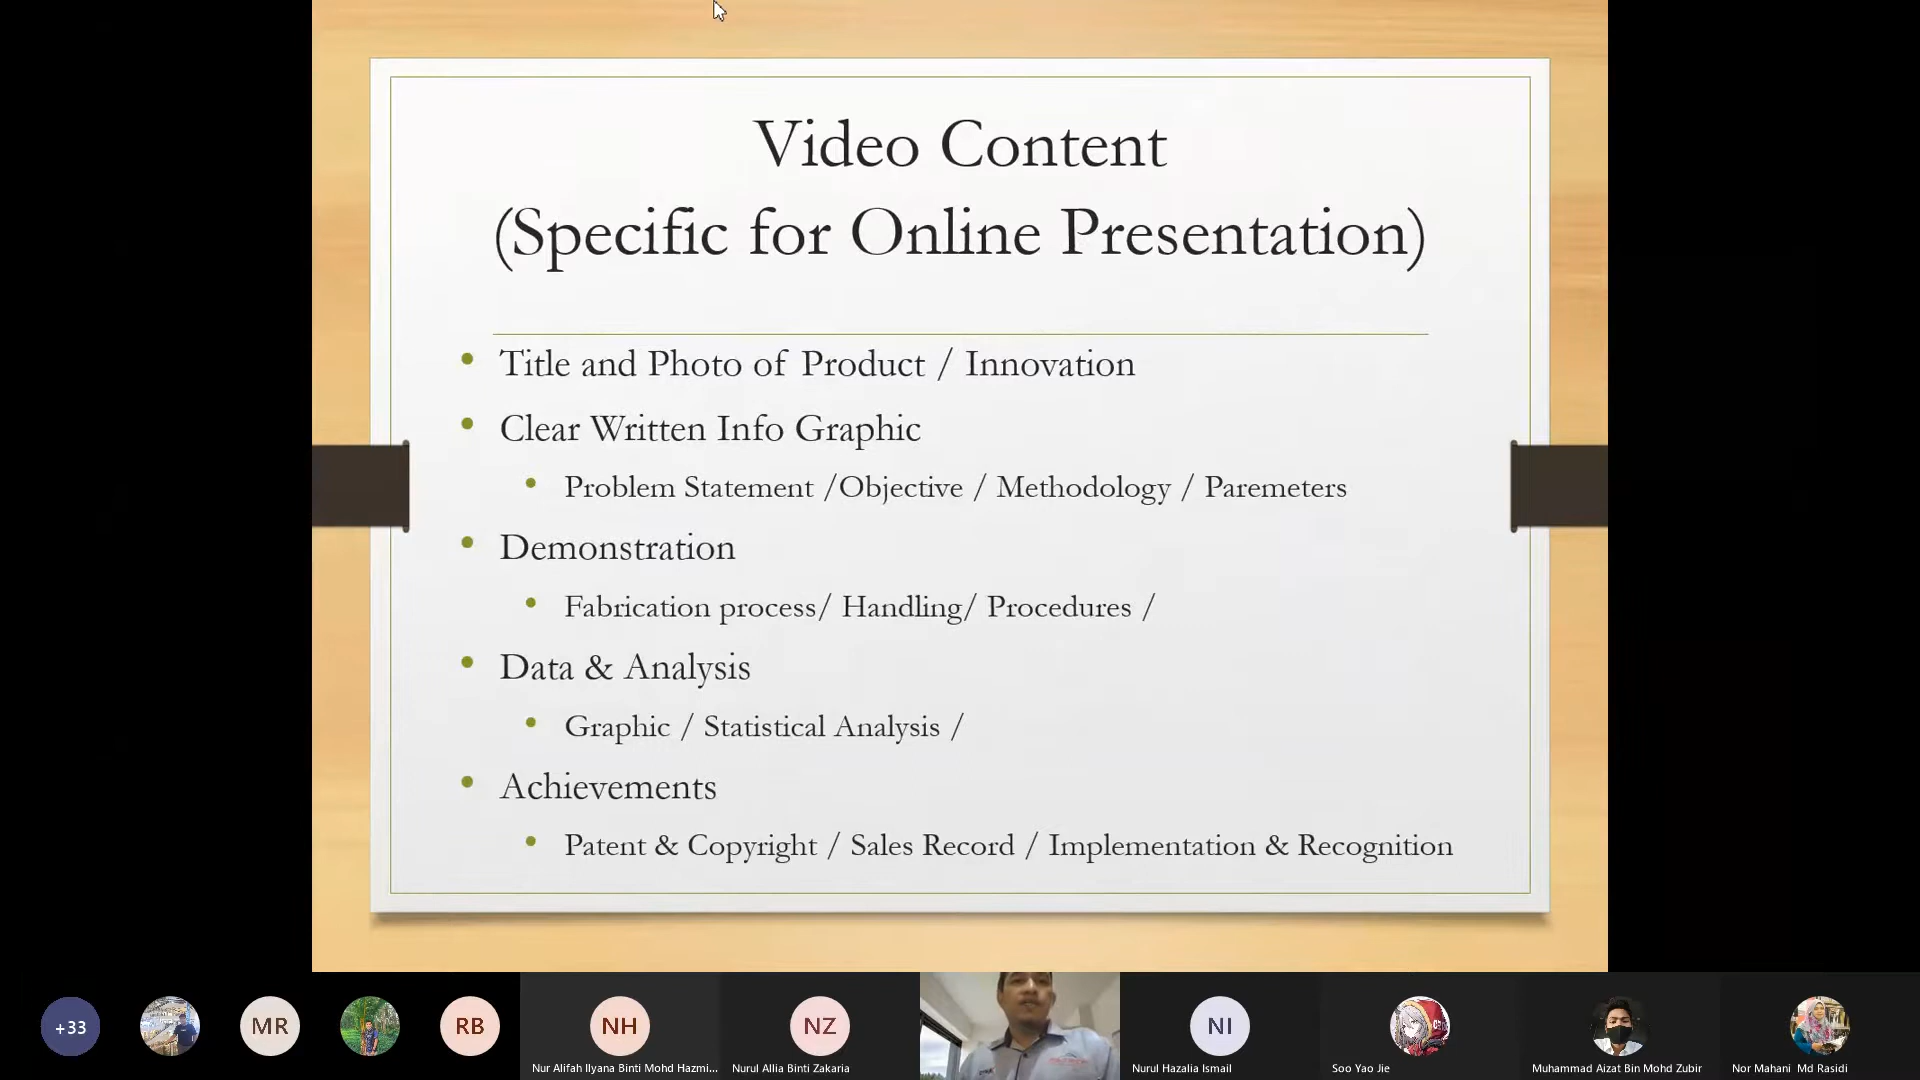 Video Content
(Specific for Online Presentation)
Title and Photo of Product / Innovation
Clear Written Info Graphic
Problem Statement /Objective / Methodology / Paremeters
Demonstration
Fabrication process/ Handling/ Procedures /
Data & Analysis
Graphic / Statistical Analysis /
Achievements
Patent & Copyright / Sales Record / Implementation & Recognition
+33
MR
RB
NH
NZ
NI
Nur Alifah Ilyana Binti Mohd Hazmi...
Nurul Allia Binti Zakaria
Nurul Hazalia Ismail
Soo Yao Jie
Muhammad Aizat Bin Mohd Zubir
Nor Mahani Md Rasidi